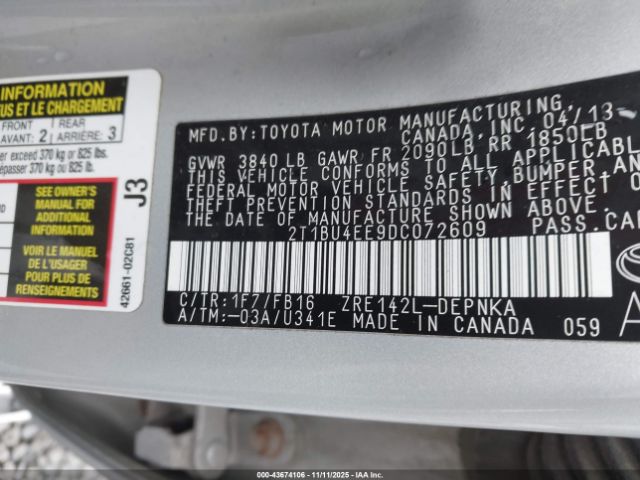 INFORMATION
US ET LE CHARGEMENT
FRONT
AVANT: 2
REAR
ARRIÈRE: 3
er exceed 370 kg or 825 lbs.
épasser 370 kg ou 825 lb.
SEE OWNER'S
MANUAL FOR
ADDITIONAL
INFORMATION
VOIR LE MANUEL
DE L'USAGER
POUR PLUS DE
RENSEIGNEMENTS
J3
42661-02C81
MFD.BY:TOYOTA MOTOR MANUFACTURING,
CANADA, INC. 04/13
GVWR 3840 LB GAWR FR 2090LB RR 1850LB
THIS VEHICLE CONFORMS TO ALL APPLICABL
FEDERAL MOTOR VEHICLE SAFETY, BUMPER, AN
THEFT PREVENTION STANDARDS IN EFFECT O
THE DATE OF MANUFACTURE SHOWN ABOVE
2T1BU4EE9DC072609 PASS.CA
C/TR:1F7/FB16 ZRE142L-DEPNKA
A/TM:-03A/U341E MADE IN CANADA 059
000-43674106 - 11/11/2025 - IAAI.COM